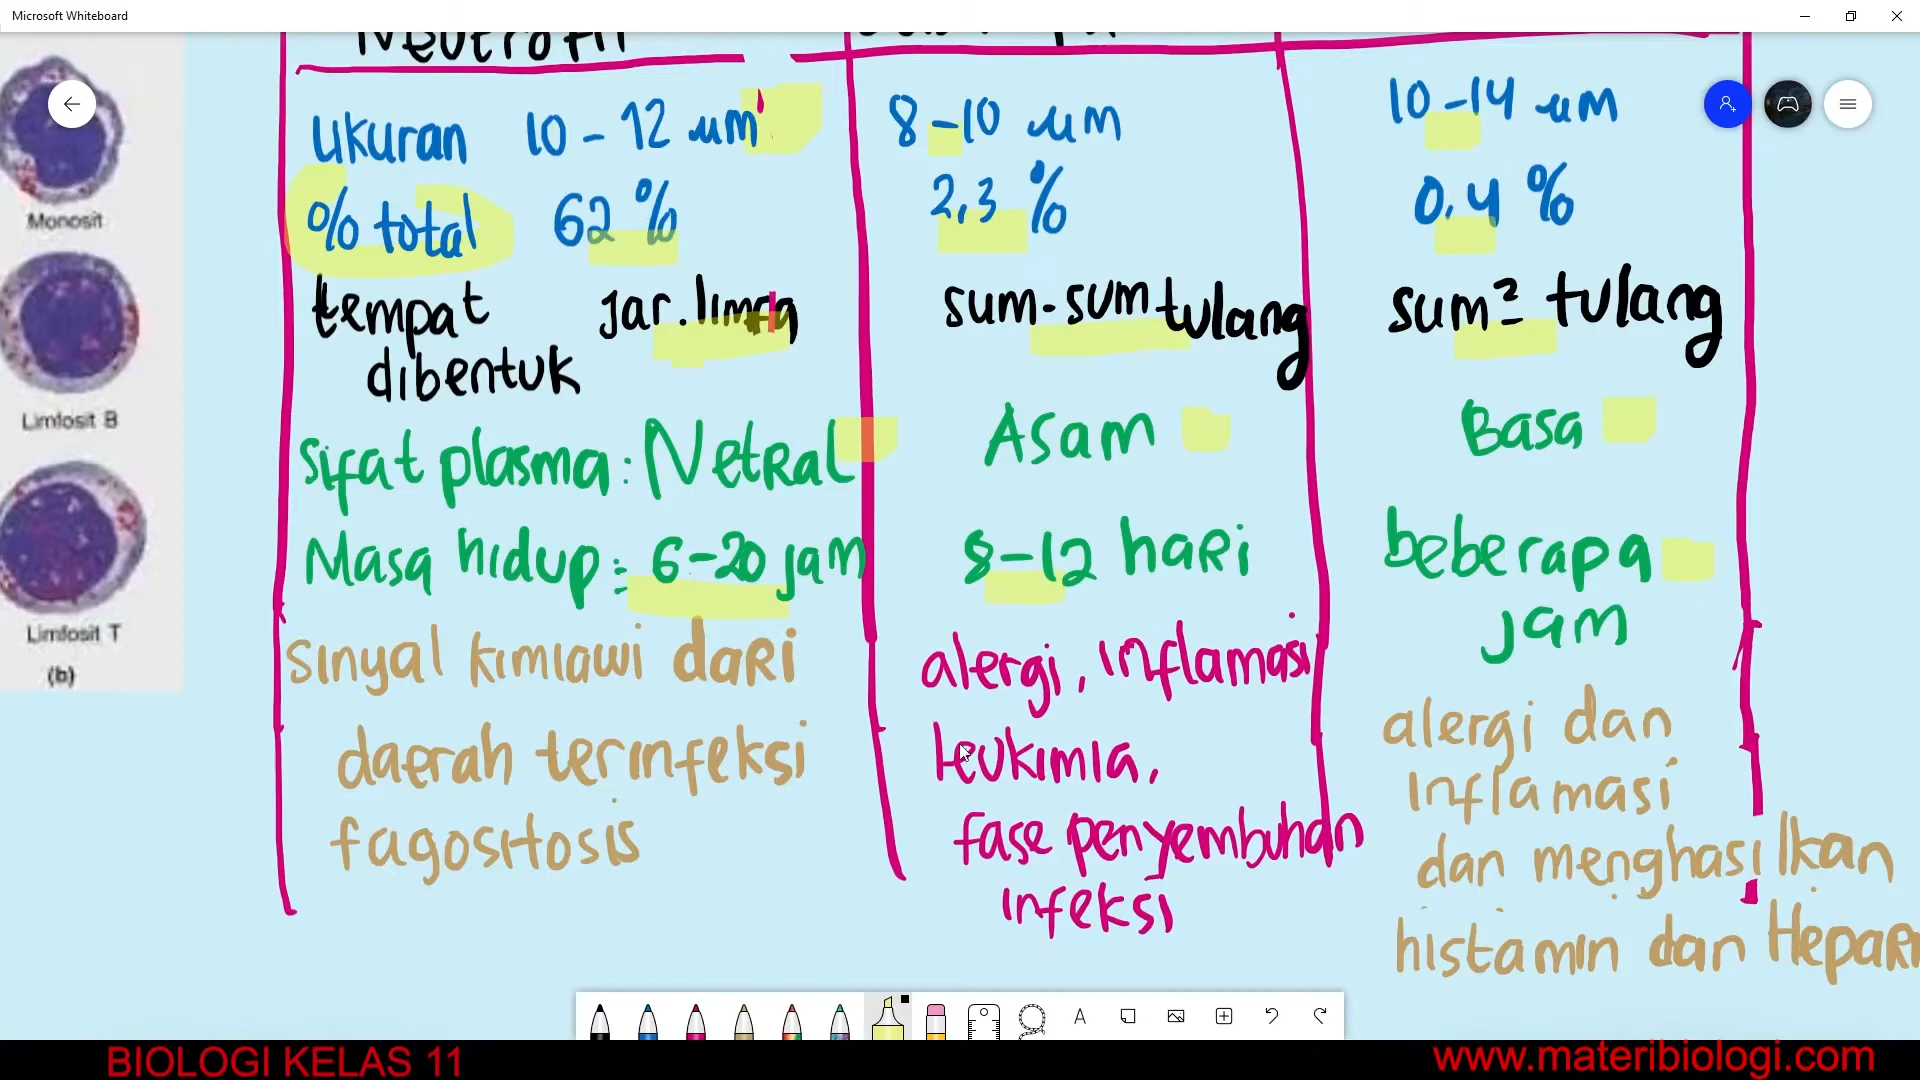 Microsoft Whiteboard
Neutrofil
Ukuran 10 - 12 um 8 - 10 um 10 - 14 um
% total 62 % 2,3 % 0,4 %
tempat dibentuk jar. limfa sum-sum tulang sum² tulang
Sifat plasma : Netral Asam Basa
Masa hidup : 6-20 jam 8-12 hari beberapa jam
sinyal kimiawi dari
daerah terinfeksi
fagositosis
alergi, inflamasi
leukimia,
fase penyembuhan
infeksi
alergi dan
inflamasi
dan menghasilkan
histamin dan Hepari
Monosit
Limfosit B
Limfosit T
(b)
A
BIOLOGI KELAS 11
www.materibiologi.com